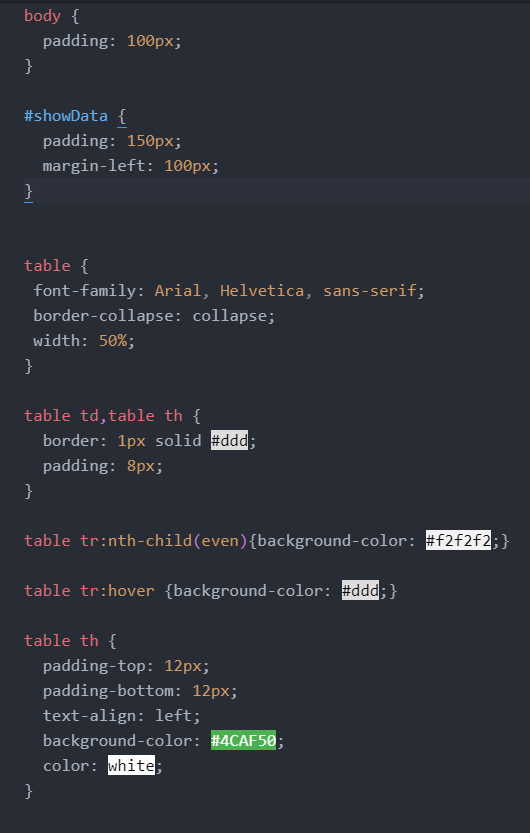 body {
  padding: 100px;
}

#showData {
  padding: 150px;
  margin-left: 100px;
}


table {
 font-family: Arial, Helvetica, sans-serif;
 border-collapse: collapse;
 width: 50%;
}

table td,table th {
  border: 1px solid #ddd;
  padding: 8px;
}

table tr:nth-child(even){background-color: #f2f2f2;}

table tr:hover {background-color: #ddd;}

table th {
  padding-top: 12px;
  padding-bottom: 12px;
  text-align: left;
  background-color: #4CAF50;
  color: white;
}